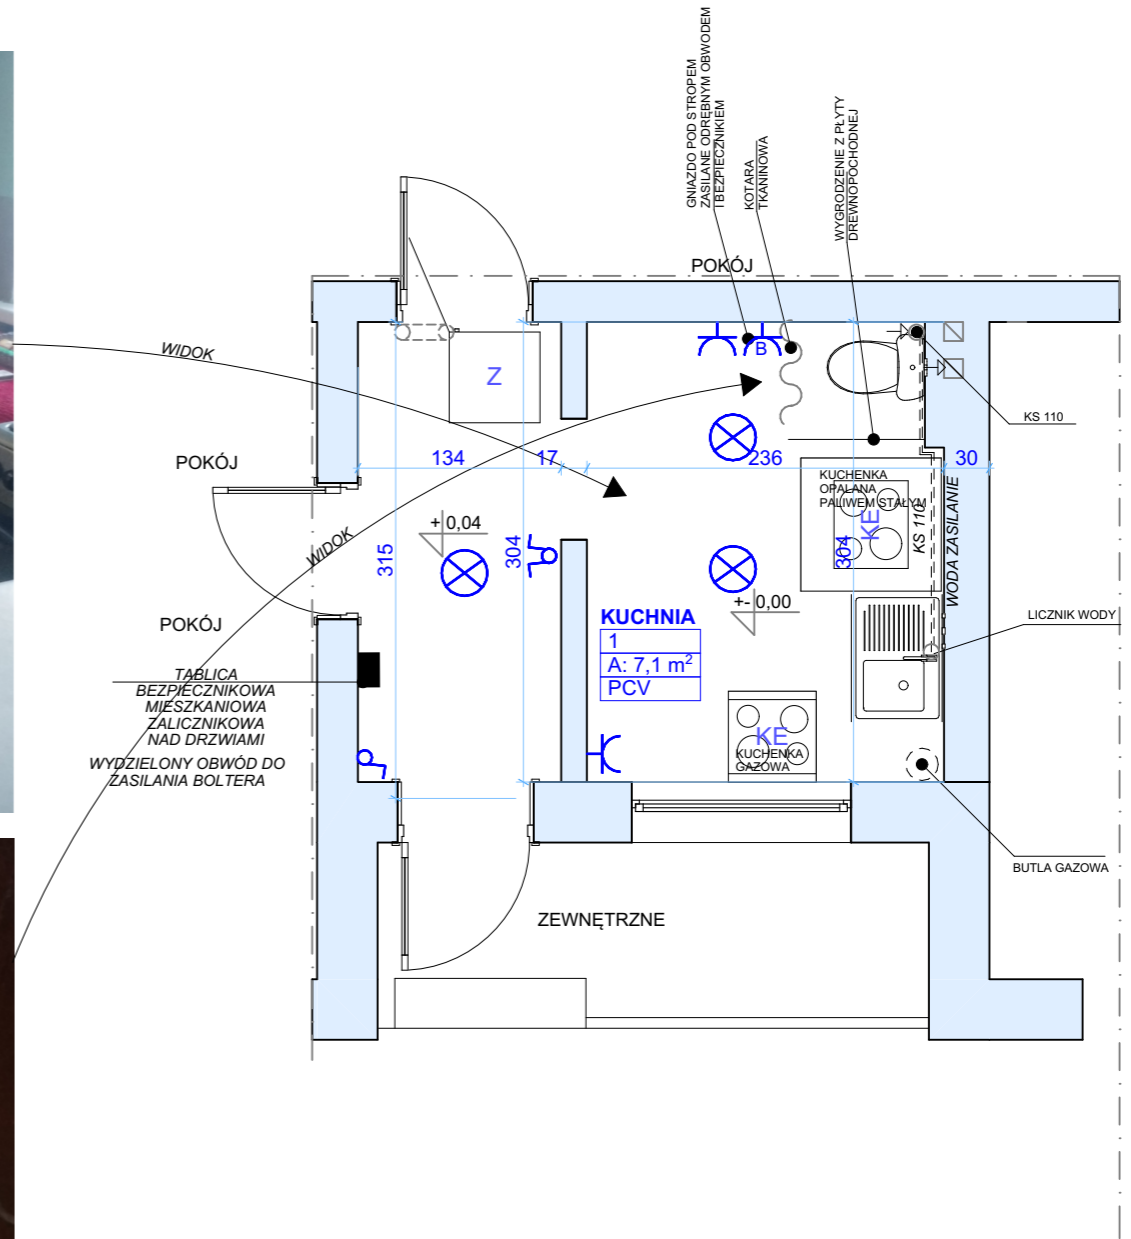 GNIAZDO POD STROPEM
ZASILANE ODRĘBNYM OBWODEM
I BEZPIECZNIKIEM
KOTARA
TKANINOWA
WYGRODZENIE Z PŁYTY
DREWNOPOCHODNEJ
POKÓJ
WIDOK
B
Z
KS 110
POKÓJ
134
17
236
30
KUCHENKA
OPALANA
PALIWEM STAŁYM
KE
KS 110
WODA ZASILANIE
+ 0,04
WIDOK
315
304
304
+- 0,00
KUCHNIA
1
A: 7,1 m²
PCV
LICZNIK WODY
POKÓJ
TABLICA
BEZPIECZNIKOWA
MIESZKANIOWA
ZALICZNIKOWA
NAD DRZWIAMI
WYDZIELONY OBWÓD DO
ZASILANIA BOLTERA
KE
KUCHENKA
GAZOWA
BUTLA GAZOWA
ZEWNĘTRZNE